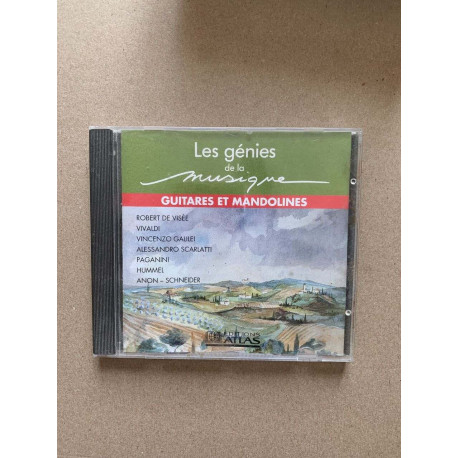 Les génies
de la
musique
GUITARES ET MANDOLINES
ROBERT DE VISÉE
VIVALDI
VINCENZO GALILEI
ALESSANDRO SCARLATTI
PAGANINI
HUMMEL
ANON – SCHNEIDER
EDITIONS
ATLAS